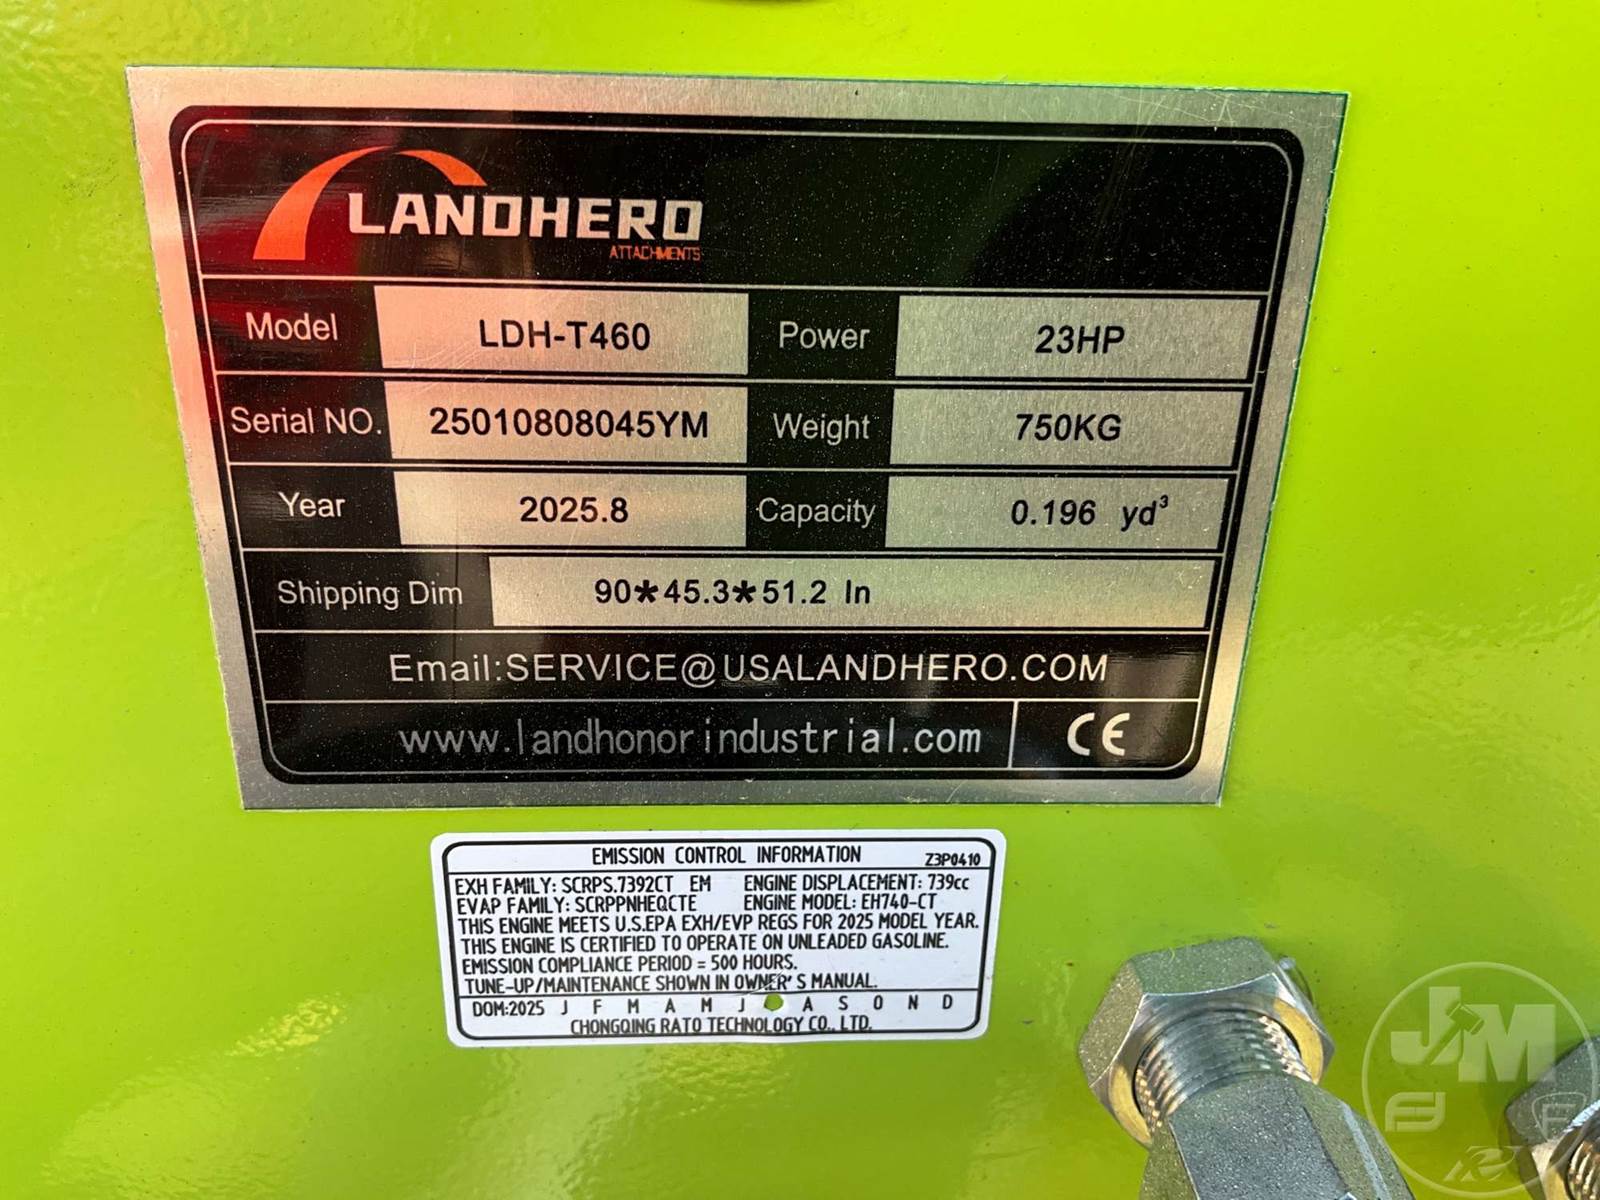 LANDHERO
ATTACHMENTS
Model LDH-T460 Power 23HP
Serial NO. 25010808045YM Weight 750KG
Year 2025.8 Capacity 0.196 yd³
Shipping Dim 90*45.3*51.2 In
Email:SERVICE@USALANDHERO.COM
www.landhonorindustrial.com CE
EMISSION CONTROL INFORMATION Z3P0410
EXH FAMILY: SCRPS.7392CT EM ENGINE DISPLACEMENT: 739cc
EVAP FAMILY: SCRPPNHEQCTE ENGINE MODEL: EH740-CT
THIS ENGINE MEETS U.S.EPA EXH/EVP REGS FOR 2025 MODEL YEAR.
THIS ENGINE IS CERTIFIED TO OPERATE ON UNLEADED GASOLINE.
EMISSION COMPLIANCE PERIOD = 500 HOURS.
TUNE-UP/MAINTENANCE SHOWN IN OWNER'S MANUAL.
DOM:2025 J F M A M J A S O N D
CHONGQING RATO TECHNOLOGY CO., LTD.
JM